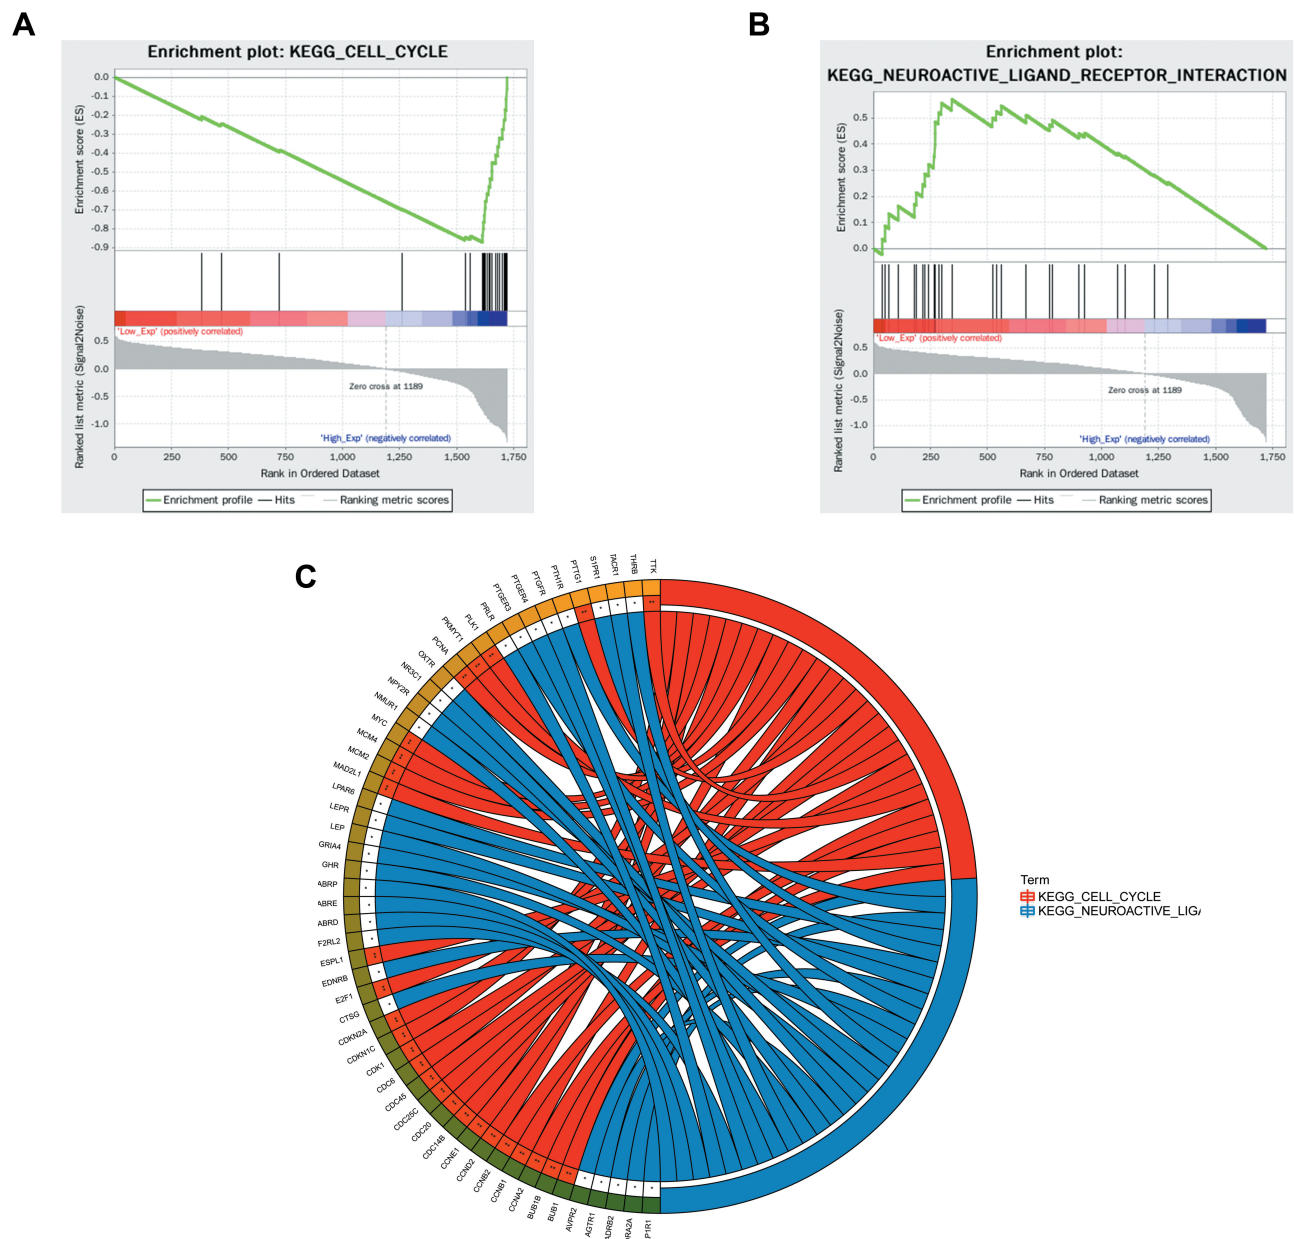 A
Enrichment plot: KEGG_CELL_CYCLE
0.0
-0.1
-0.2
-0.3
-0.4
-0.5
-0.6
-0.7
-0.8
-0.9
Enrichment score (ES)
'Low_Exp' (positively correlated)
0.5
0.0
-0.5
-1.0
Ranked list metric (Signal2Noise)
Zero cross at 1189
'High_Exp' (negatively correlated)
0 250 500 750 1,000 1,250 1,500 1,750
Rank in Ordered Dataset
Enrichment profile Hits Ranking metric scores
B
Enrichment plot:
KEGG_NEUROACTIVE_LIGAND_RECEPTOR_INTERACTION
0.5
0.4
0.3
0.2
0.1
0.0
Enrichment score (ES)
'Low_Exp' (positively correlated)
0.5
0.0
-0.5
-1.0
Ranked list metric (Signal2Noise)
Zero cross at 1189
'High_Exp' (negatively correlated)
0 250 500 750 1,000 1,250 1,500 1,750
Rank in Ordered Dataset
Enrichment profile Hits Ranking metric scores
C
TTK
THRB
TACR1
S1PR1
PTTG1
PTH1R
PTGFR
PTGER4
PTGER3
PRLR
PLK1
PKMYT1
PCNA
OXTR
NR3C1
NPY2R
NMUR1
MYC
MCM4
MCM2
MAD2L1
LPAR6
LEPR
LEP
GRIA4
GHR
ABRP
ABRE
ABRD
F2RL2
ESPL1
EDNRB
E2F1
CTSG
CDKN2A
CDKN1C
CDK1
CDC6
CDC45
CDC25C
CDC20
CDC14B
CCNE1
CCND2
CCNB2
CCNB1
CCNA2
BUB1B
BUB1
AVPR2
AGTR1
ADRB2
RA2A
P1R1
Term
KEGG_CELL_CYCLE
KEGG_NEUROACTIVE_LIG